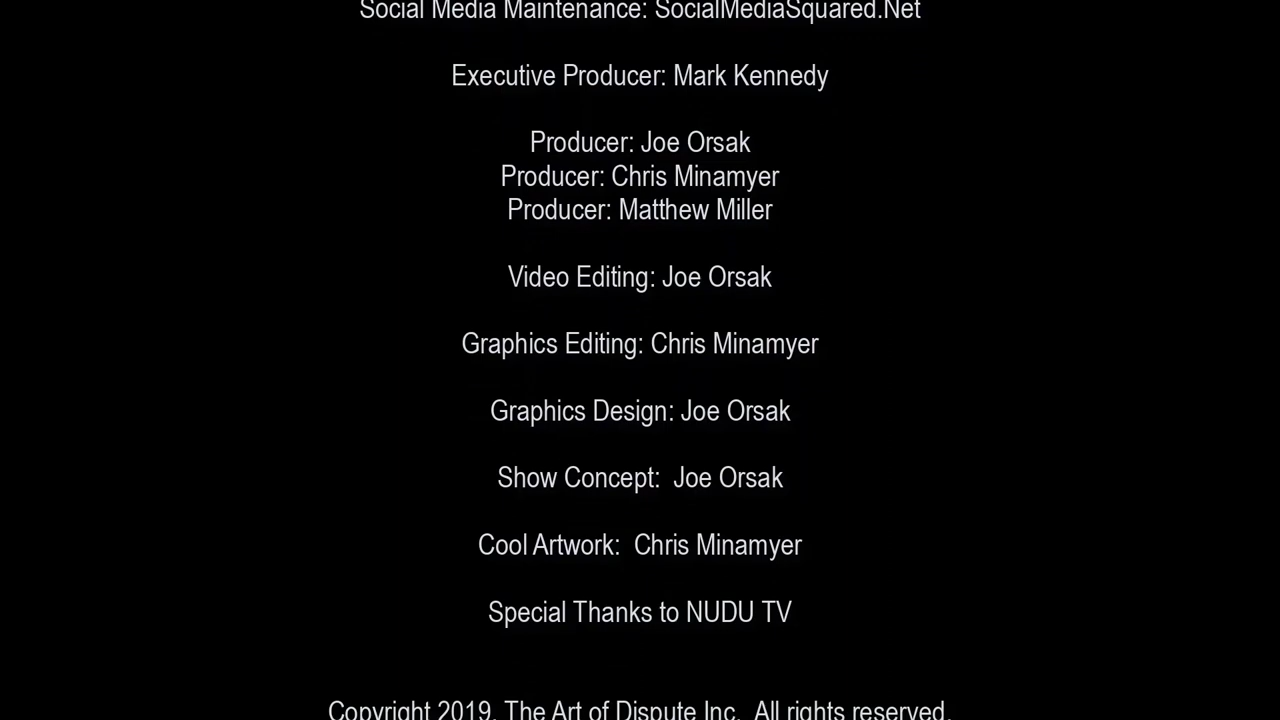 Social Media Maintenance: SocialMediaSquared.Net
Executive Producer: Mark Kennedy
Producer: Joe Orsak
Producer: Chris Minamyer
Producer: Matthew Miller
Video Editing: Joe Orsak
Graphics Editing: Chris Minamyer
Graphics Design: Joe Orsak
Show Concept:  Joe Orsak
Cool Artwork:  Chris Minamyer
Special Thanks to NUDU TV
Copyright 2019. The Art of Dispute Inc.  All rights reserved.